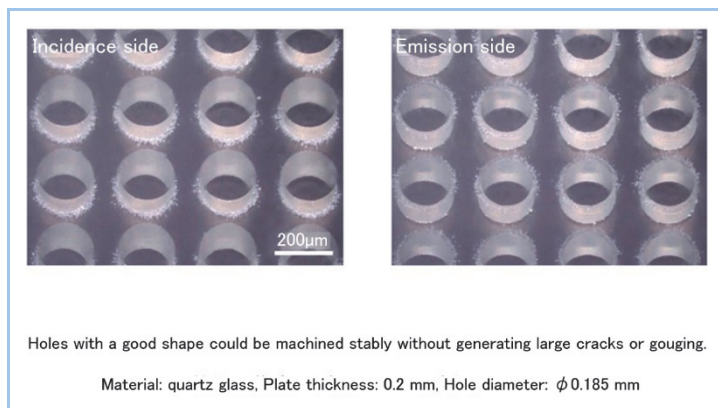 Incidence side
Emission side
200μm
Holes with a good shape could be machined stably without generating large cracks or gouging.
Material: quartz glass, Plate thickness: 0.2 mm, Hole diameter: ϕ0.185 mm